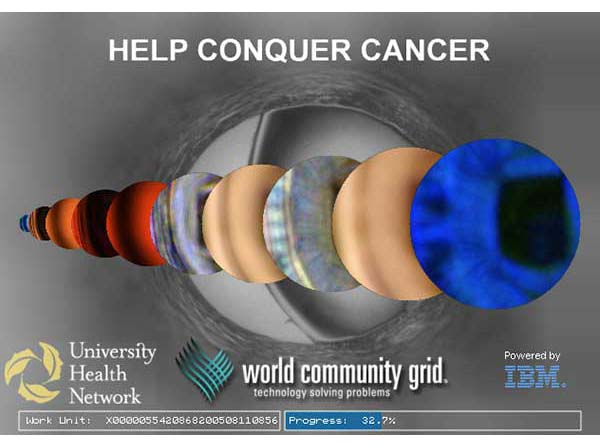 HELP CONQUER CANCER
University
Health
Network
world community grid.
technology solving problems
Powered by
IBM.
Work Unit: X0000055420868200508110856
Progress: 32.7%